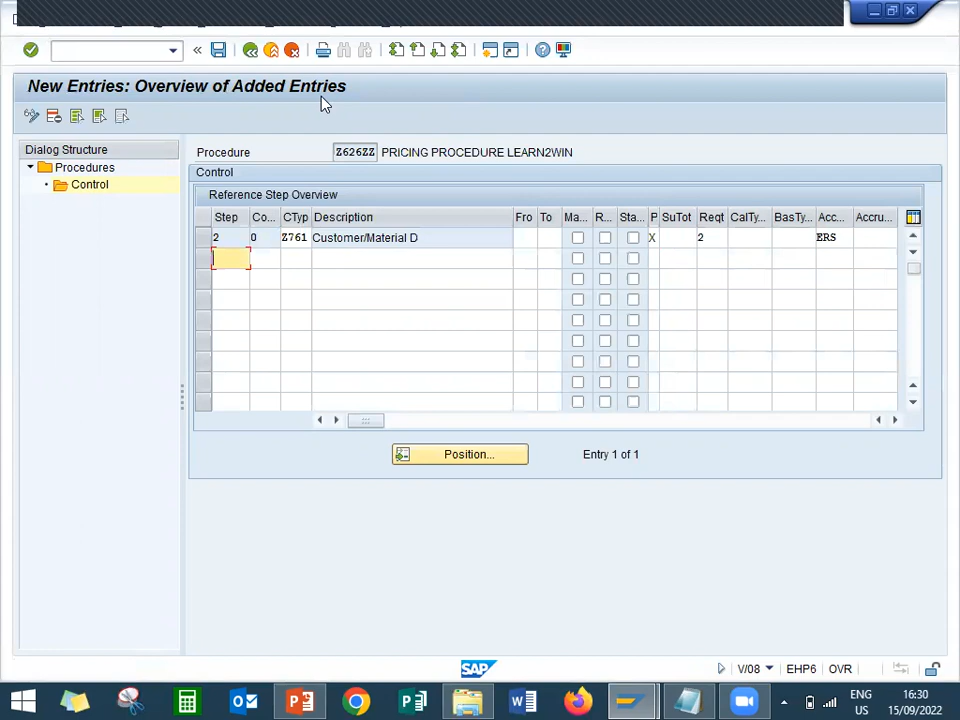 New Entries: Overview of Added Entries
Dialog Structure
Procedures
Control
Procedure Z626ZZ PRICING PROCEDURE LEARN2WIN
Control
Reference Step Overview
Step Co... CTyp Description Fro To Ma... R... Sta... P SuTot Reqt CalTy... BasTy... Acc... Accru...
2 0 Z761 Customer/Material D X 2 ERS
Position... Entry 1 of 1
SAP V/08 EHP6 OVR
ENG 16:30
US 15/09/2022